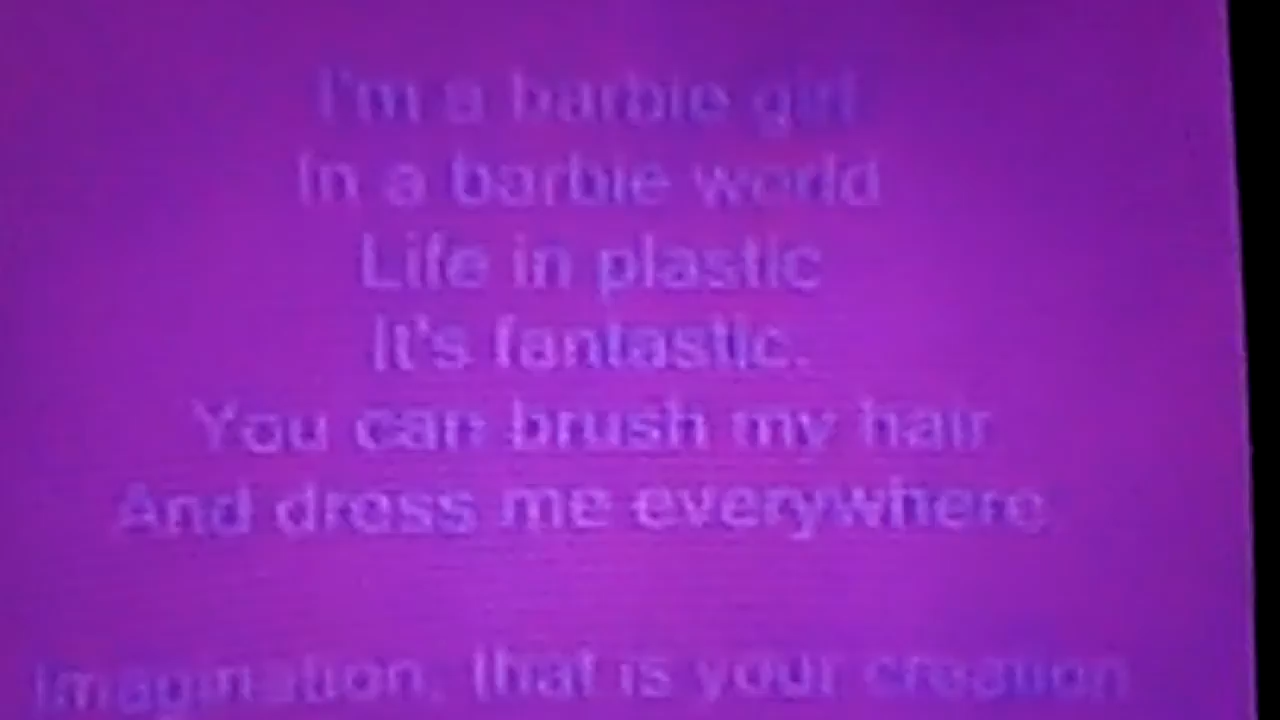 I'm a barbie girl
In a barbie world
Life in plastic
It's fantastic.
You can brush my hair
And dress me everywhere
Imagination, that is your creation